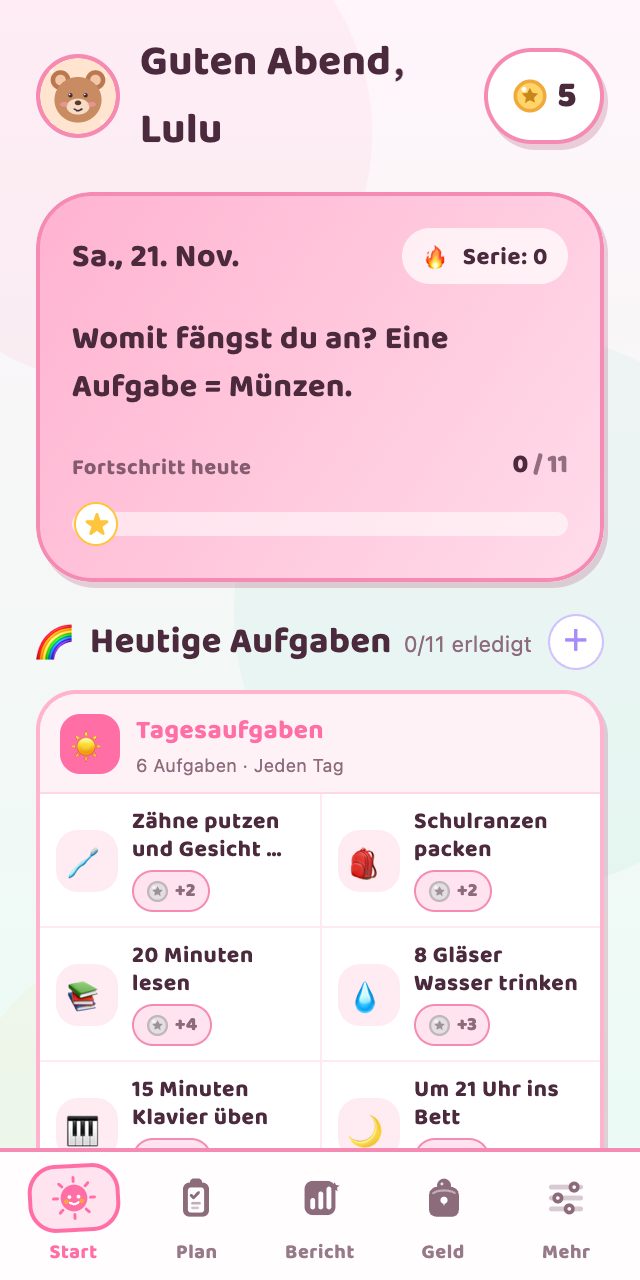 Guten Abend,
Lulu
5
Sa., 21. Nov.
Serie: 0
Womit fängst du an? Eine
Aufgabe = Münzen.
Fortschritt heute
0 / 11
Heutige Aufgaben
0/11 erledigt
+
Tagesaufgaben
6 Aufgaben · Jeden Tag
Zähne putzen
und Gesicht ...
+2
Schulranzen
packen
+2
20 Minuten
lesen
+4
8 Gläser
Wasser trinken
+3
15 Minuten
Klavier üben
Um 21 Uhr ins
Bett
Start
Plan
Bericht
Geld
Mehr